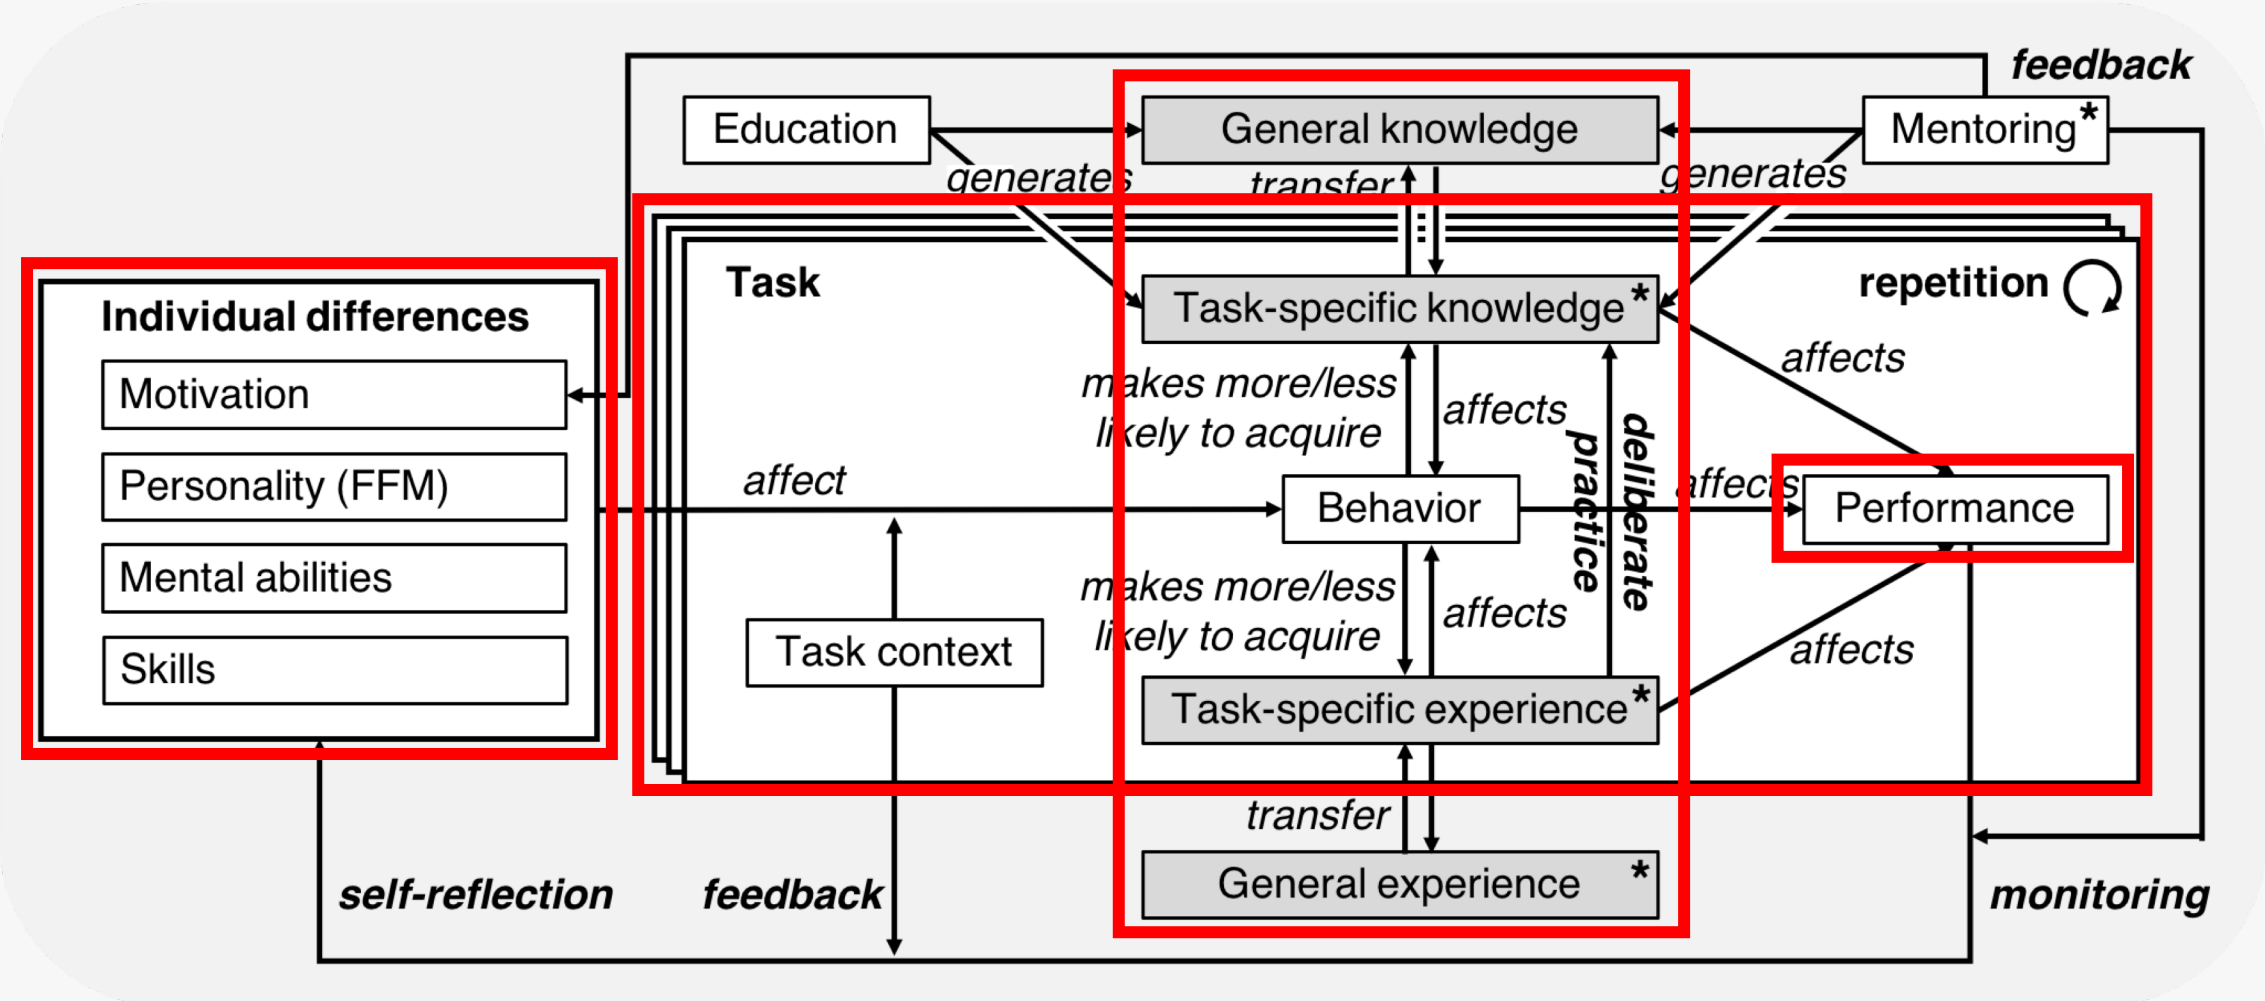 feedback
Education
General knowledge
Mentoring*
generates
transfer
generates
Task
repetition
Individual differences
Motivation
Personality (FFM)
Mental abilities
Skills
Task-specific knowledge*
makes more/less
likely to acquire
affects
deliberate
practice
affects
affect
Behavior
affects
Performance
Task context
makes more/less
likely to acquire
affects
affects
Task-specific experience*
transfer
General experience *
self-reflection
feedback
monitoring